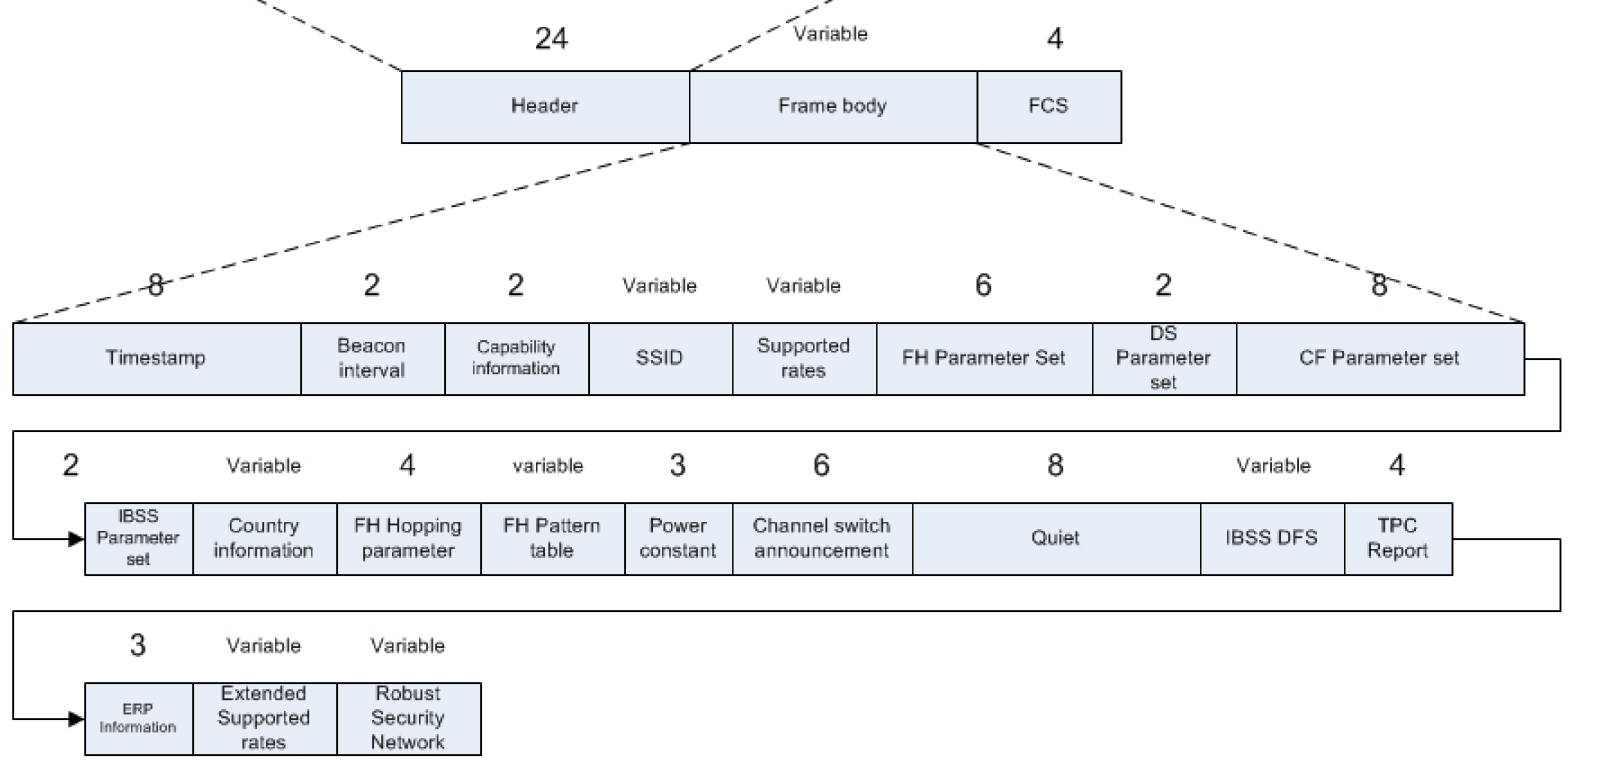 24 Variable 4
Header Frame body FCS
8 2 2 Variable Variable 6 2 8
Timestamp
Beacon
interval
Capability
information
SSID
Supported
rates
FH Parameter Set
DS
Parameter
set
CF Parameter set
2 Variable 4 variable 3 6 8 Variable 4
IBSS
Parameter
set
Country
information
FH Hopping
parameter
FH Pattern
table
Power
constant
Channel switch
announcement
Quiet
IBSS DFS
TPC
Report
3 Variable Variable
ERP
Information
Extended
Supported
rates
Robust
Security
Network